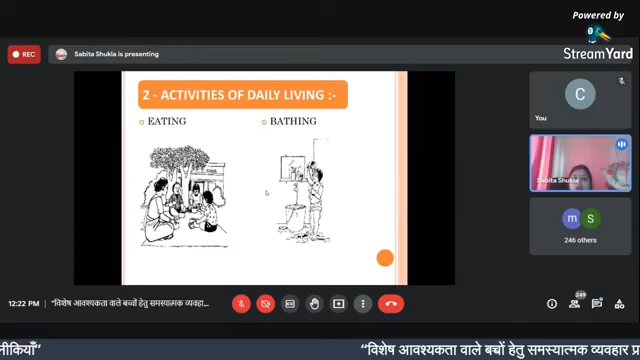 Powered by
StreamYard
REC
Sabita Shukla is presenting
2 - ACTIVITIES OF DAILY LIVING :-
EATING
BATHING
C
You
Sabita Shukla
m S
246 others
12:22 PM
"विशेष आवश्यकता वाले बच्चों हेतु समस्यात्मक व्यवहा...
249
नीकियाँ"
"विशेष आवश्यकता वाले बच्चों हेतु समस्यात्मक व्यवहार प्र